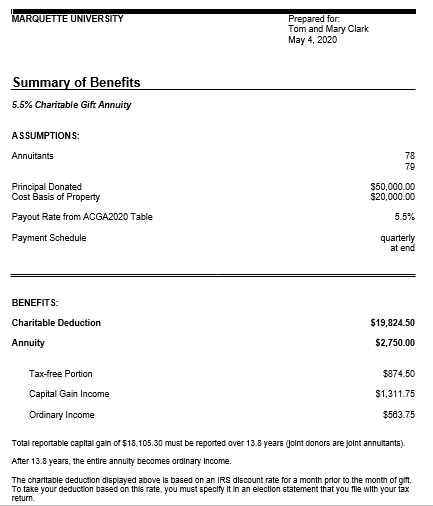 MARQUETTE UNIVERSITY
Prepared for:
Tom and Mary Clark
May 4, 2020
Summary of Benefits
5.5% Charitable Gift Annuity
ASSUMPTIONS:
Annuitants 78
79
Principal Donated $50,000.00
Cost Basis of Property $20,000.00
Payout Rate from ACGA2020 Table 5.5%
Payment Schedule quarterly
at end
BENEFITS:
Charitable Deduction $19,824.50
Annuity $2,750.00
Tax-free Portion $874.50
Capital Gain Income $1,311.75
Ordinary Income $563.75
Total reportable capital gain of $18,105.30 must be reported over 13.8 years (joint donors are joint annuitants).
After 13.8 years, the entire annuity becomes ordinary income.
The charitable deduction displayed above is based on an IRS discount rate for a month prior to the month of gift.
To take your deduction based on this rate, you must specify it in an election statement that you file with your tax
return.